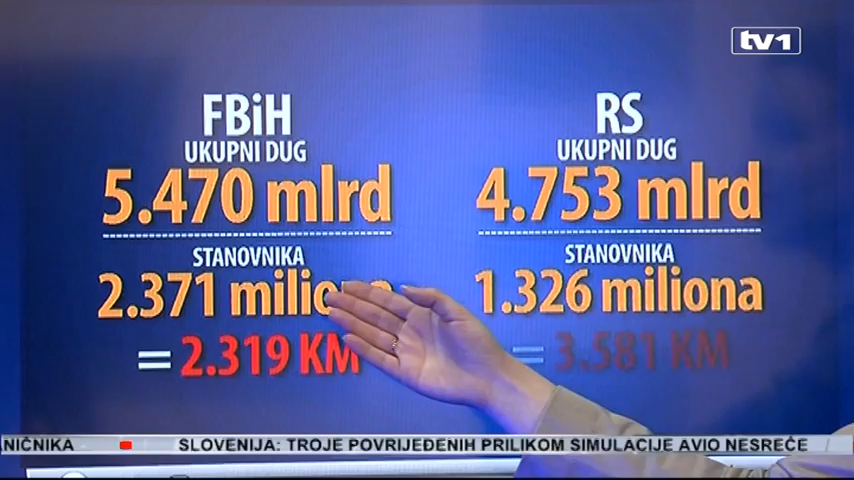 tv1
FBiH
UKUPNI DUG
5.470 mlrd
STANOVNIKA
2.371 miliona
= 2.319 KM
RS
UKUPNI DUG
4.753 mlrd
STANOVNIKA
1.326 miliona
= 3.581 KM
ANIČNIKA SLOVENIJA: TROJE POVRIJEĐENIH PRILIKOM SIMULACIJE AVIO NESREĆE